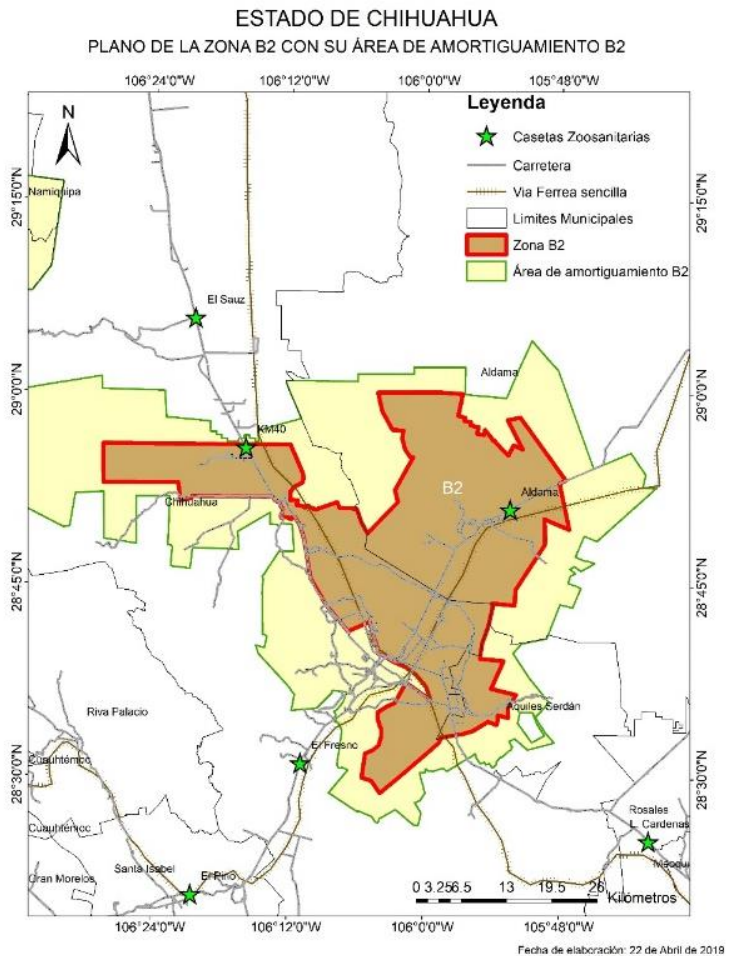 ESTADO DE CHIHUAHUA
PLANO DE LA ZONA B2 CON SU ÁREA DE AMORTIGUAMIENTO B2
106°24'0"W 106°12'0"W 106°0'0"W 105°48'0"W
N
Leyenda
Casetas Zoosanitarias
Carretera
Via Ferrea sencilla
Limites Municipales
Zona B2
Área de amortiguamiento B2
29°15'0"N 29°15'0"N
Namiquipa
El Sauz
29°0'0"N 29°0'0"N
Aldama
KM40
B2
Aldama
Chihuahua
28°45'0"N 28°45'0"N
Riva Palacio
Aquiles Serdán
El Fresno
Cuauhtémoc
28°30'0"N 28°30'0"N
Rosales
Cuauhtémoc
L. Cardenas
Meoqui
Santa Isabel
El Pino
Gran Morelos
0 3.256.5 13 19.5 26 Kilómetros
106°24'0"W 106°12'0"W 106°0'0"W 105°48'0"W
Fecha de elaboración: 22 de Abril de 2019